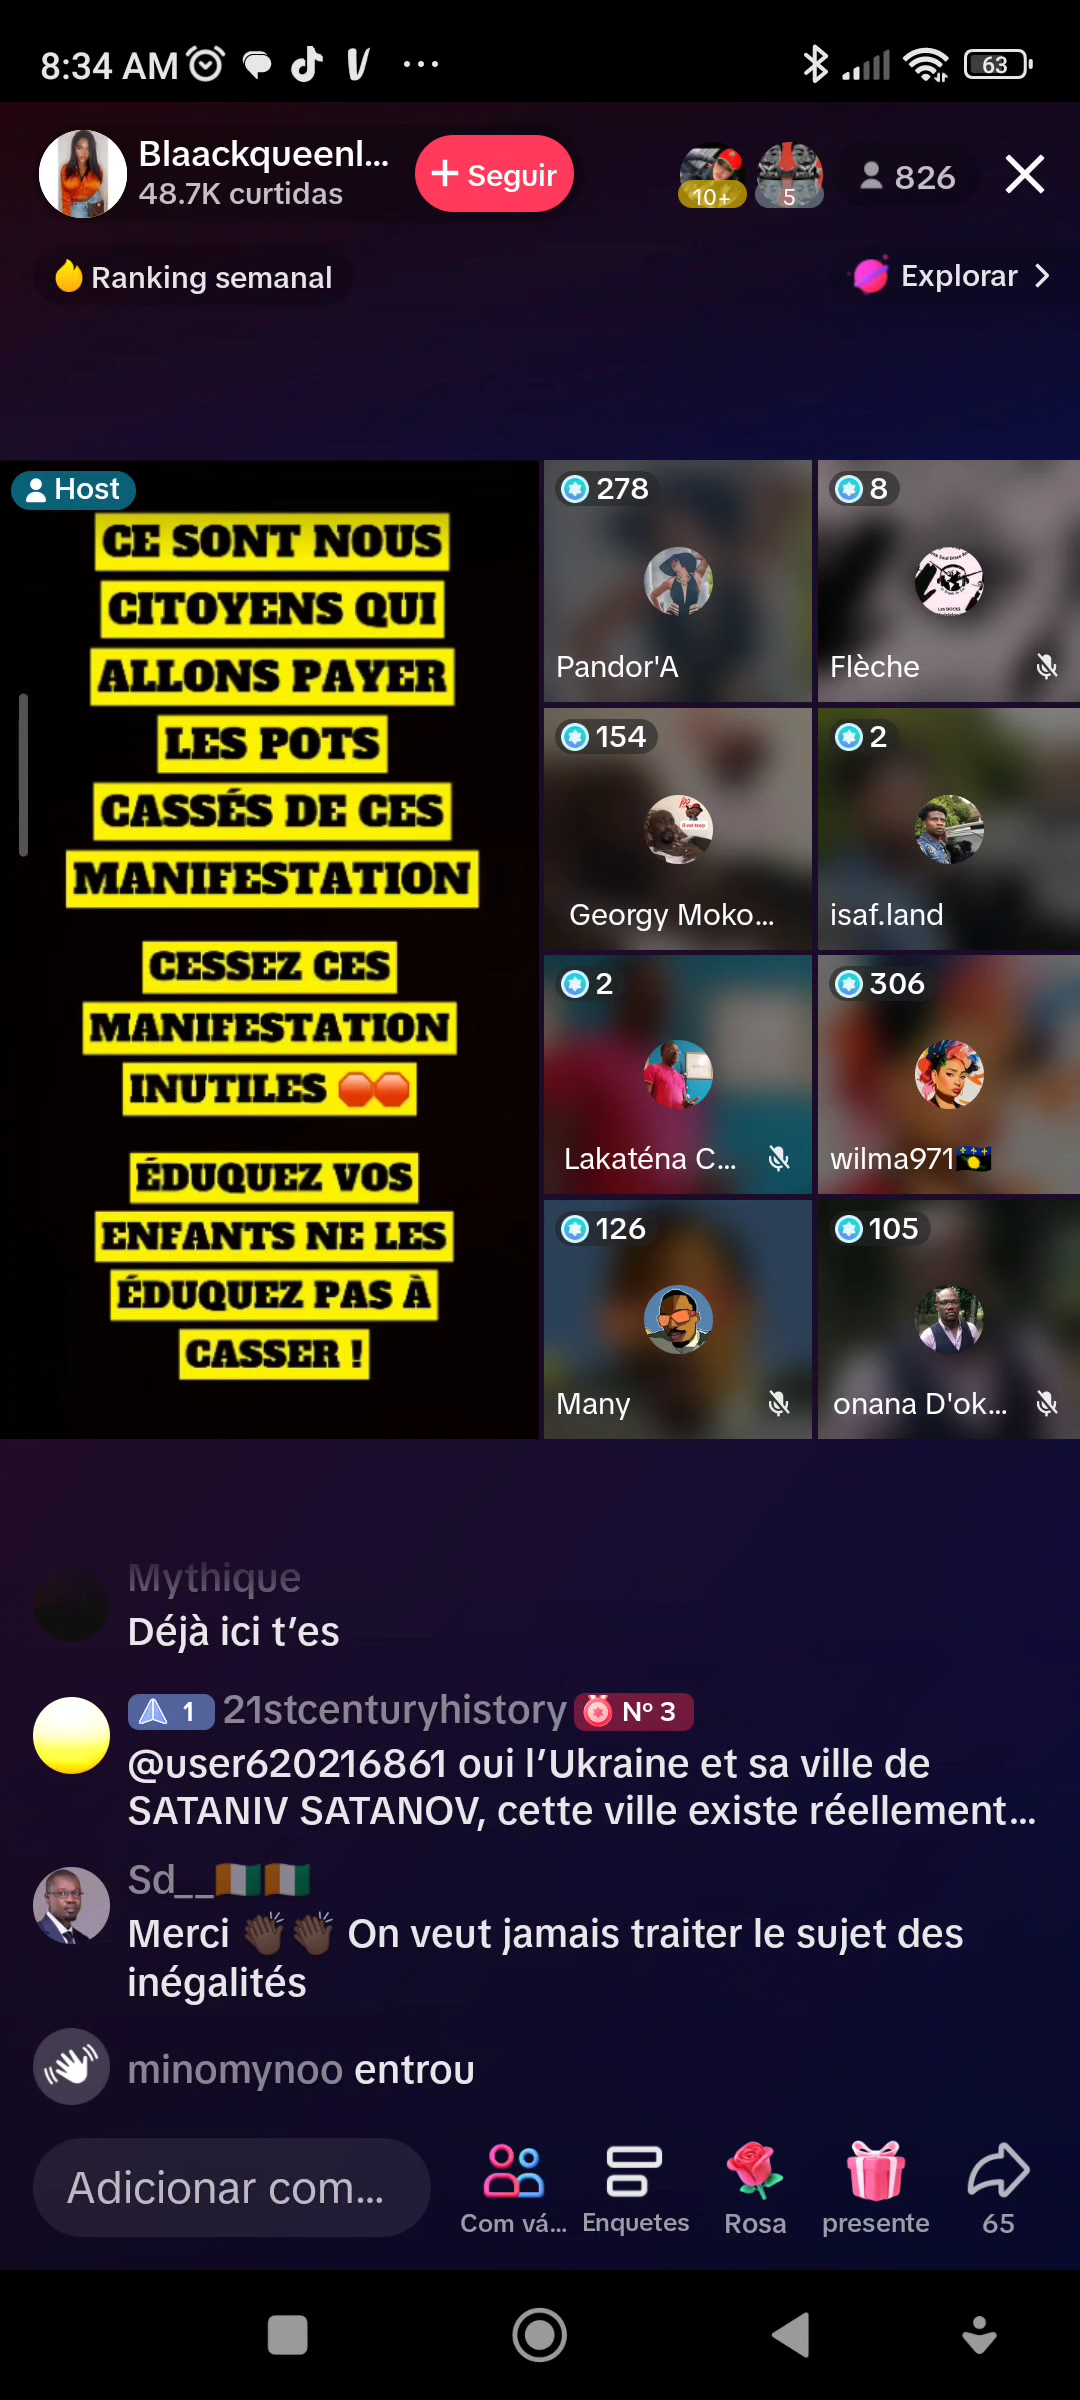 8:34 AM
63
Blaackqueenl...
48.7K curtidas
+ Seguir
10+
5
826
Ranking semanal
Explorar >
Host
CE SONT NOUS
CITOYENS QUI
ALLONS PAYER
LES POTS
CASSÉS DE CES
MANIFESTATION
CESSEZ CES
MANIFESTATION
INUTILES 🛑🛑
ÉDUQUEZ VOS
ENFANTS NE LES
ÉDUQUEZ PAS À
CASSER !
278
Pandor'A
8
Flèche
154
Georgy Moko...
2
isaf.land
2
Lakaténa C...
306
wilma971🇬🇵
126
Many
105
onana D'ok...
Mythique
Déjà ici t’es
1 21stcenturyhistory Nº 3
@user620216861 oui l’Ukraine et sa ville de
SATANIV SATANOV, cette ville existe réellement...
Sd__🇨🇮🇨🇮
Merci 👏🏾👏🏾 On veut jamais traiter le sujet des
inégalités
minomynoo entrou
Adicionar com...
Com vá...
Enquetes
Rosa
presente
65